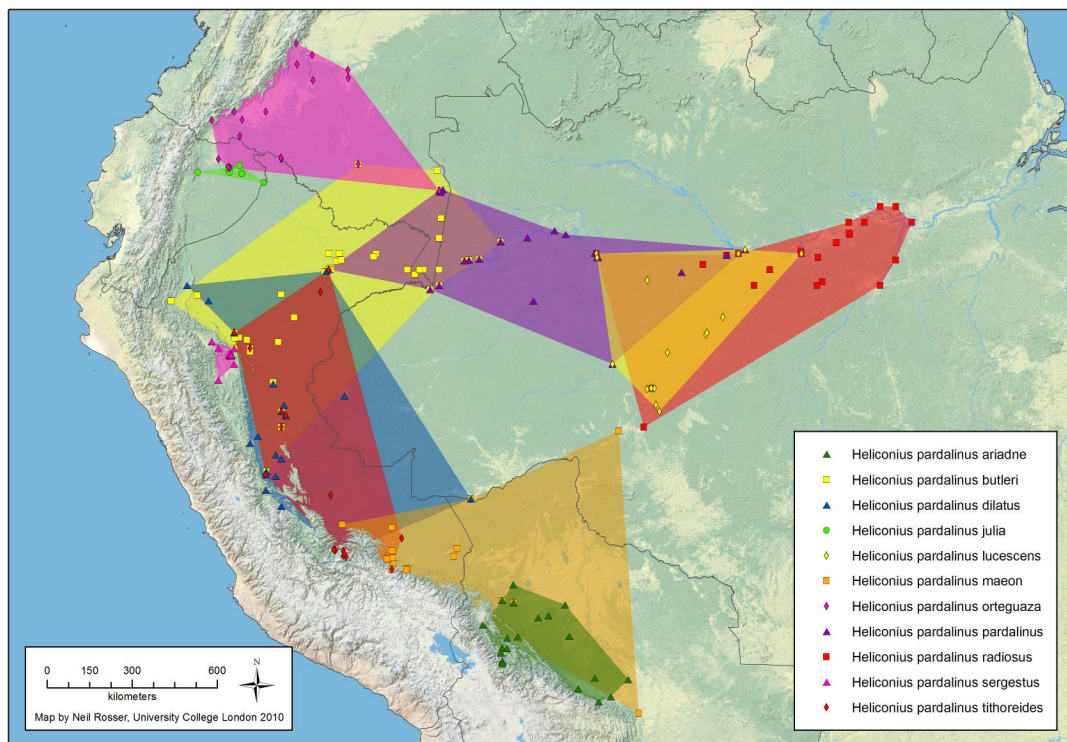 Heliconius pardalinus ariadne
Heliconius pardalinus butleri
Heliconius pardalinus dilatus
Heliconius pardalinus julia
Heliconius pardalinus lucescens
Heliconius pardalinus maeon
Heliconius pardalinus orteguaza
Heliconius pardalinus pardalinus
Heliconius pardalinus radiosus
Heliconius pardalinus sergestus
Heliconius pardalinus tithoreides
0 150 300 600
kilometers
N
Map by Neil Rosser, University College London 2010